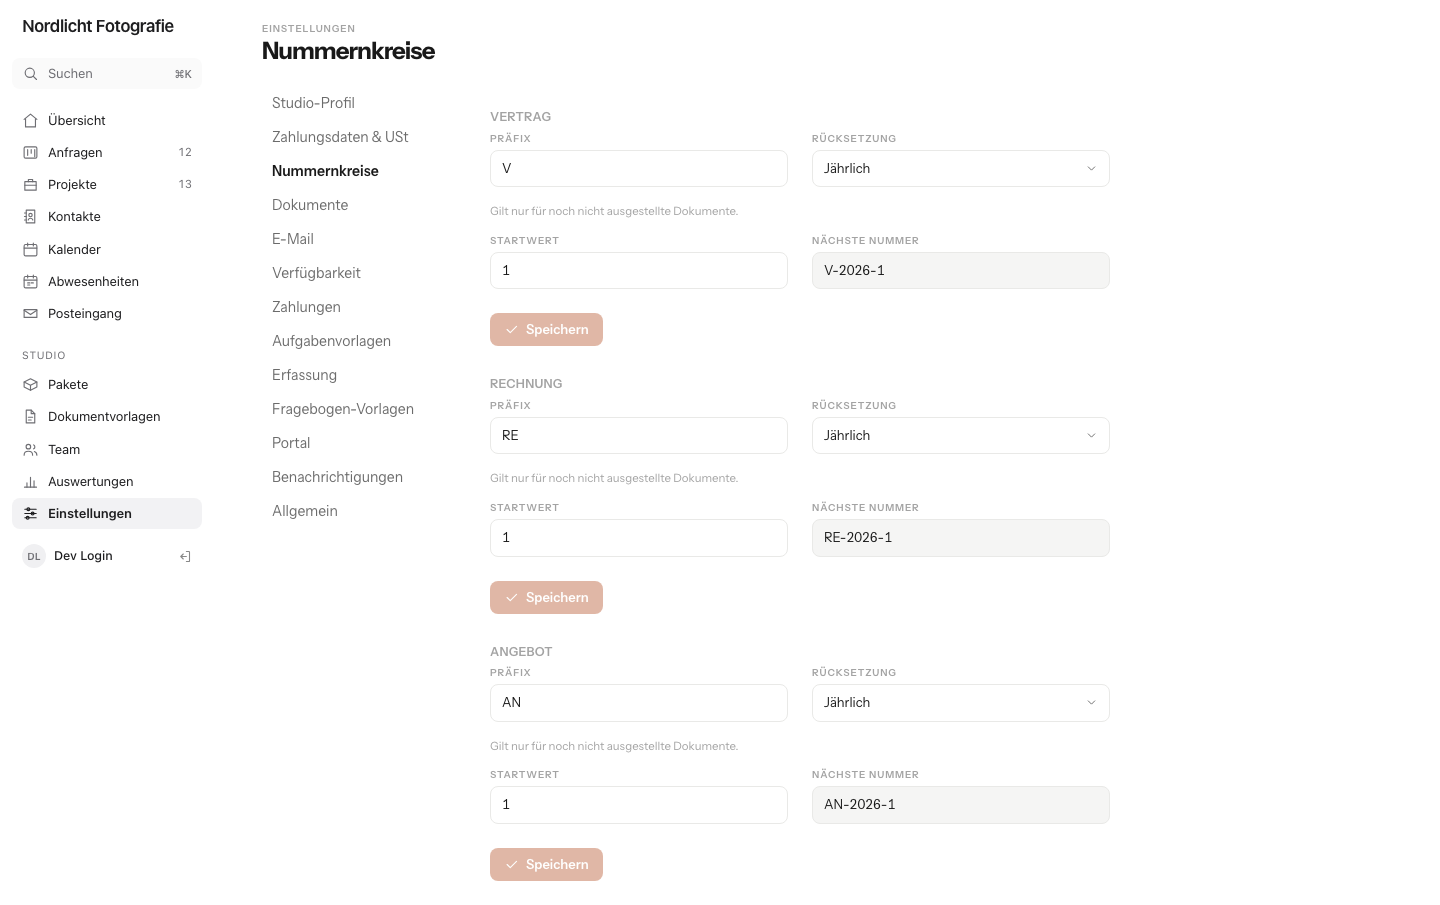 Nordlicht Fotografie
Suchen ⌘K
Übersicht
Anfragen 12
Projekte 13
Kontakte
Kalender
Abwesenheiten
Posteingang
STUDIO
Pakete
Dokumentvorlagen
Team
Auswertungen
Einstellungen
DL Dev Login
EINSTELLUNGEN
Nummernkreise
Studio-Profil
Zahlungsdaten & USt
Nummernkreise
Dokumente
E-Mail
Verfügbarkeit
Zahlungen
Aufgabenvorlagen
Erfassung
Fragebogen-Vorlagen
Portal
Benachrichtigungen
Allgemein
VERTRAG
PRÄFIX RÜCKSETZUNG
V Jährlich
Gilt nur für noch nicht ausgestellte Dokumente.
STARTWERT NÄCHSTE NUMMER
1 V-2026-1
Speichern
RECHNUNG
PRÄFIX RÜCKSETZUNG
RE Jährlich
Gilt nur für noch nicht ausgestellte Dokumente.
STARTWERT NÄCHSTE NUMMER
1 RE-2026-1
Speichern
ANGEBOT
PRÄFIX RÜCKSETZUNG
AN Jährlich
Gilt nur für noch nicht ausgestellte Dokumente.
STARTWERT NÄCHSTE NUMMER
1 AN-2026-1
Speichern